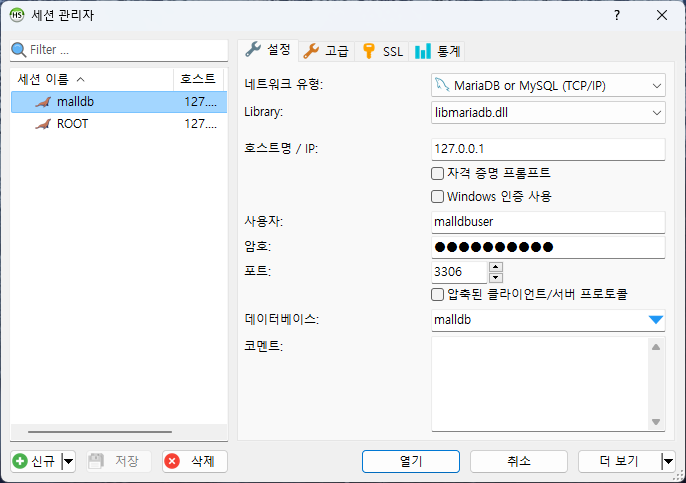 HS 세션 관리자 ?
Filter ...
설정 고급 SSL 통계
세션 이름 호스트
malldb 127....
ROOT 127....
네트워크 유형: MariaDB or MySQL (TCP/IP)
Library: libmariadb.dll
호스트명 / IP: 127.0.0.1
자격 증명 프롬프트
Windows 인증 사용
사용자: malldbuser
암호: ●●●●●●●●●●
포트: 3306
압축된 클라이언트/서버 프로토콜
데이터베이스: malldb
코멘트:
신규 저장 삭제 열기 취소 더 보기